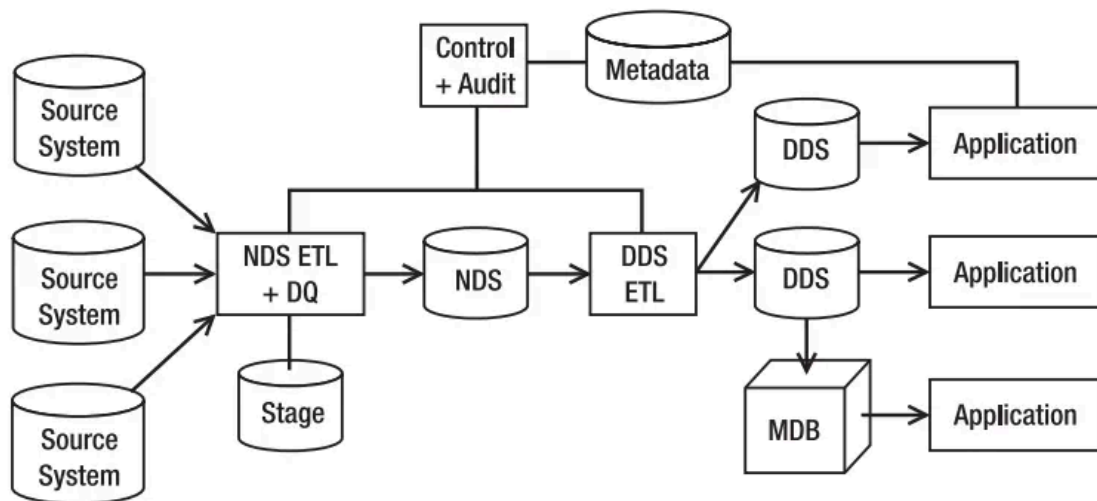 Control
+ Audit
Metadata
Source
System
DDS
Application
Source
System
NDS ETL
+ DQ
NDS
DDS
ETL
DDS
Application
Source
System
Stage
MDB
Application